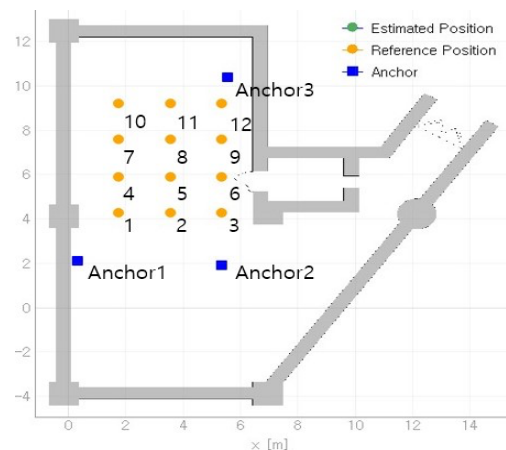 Estimated Position
Reference Position
Anchor
12
10
8
6
4
2
0
-2
-4
Anchor3
10 11 12
7 8 9
4 5 6
1 2 3
Anchor1 Anchor2
0 2 4 6 8 10 12 14
x [m]